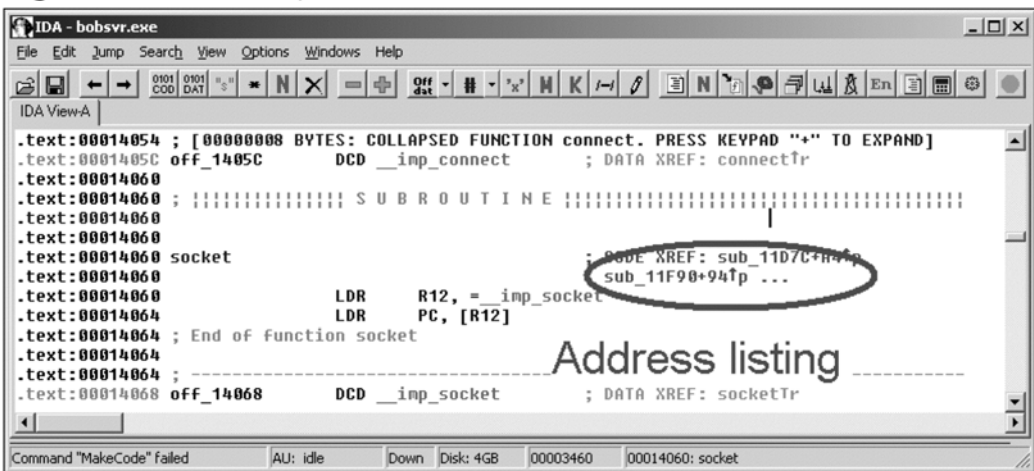 IDA - bobsvr.exe
File Edit Jump Search View Options Windows Help
IDA View-A
.text:00014054 ; [00000008 BYTES: COLLAPSED FUNCTION connect. PRESS KEYPAD "+" TO EXPAND]
.text:0001405C off_1405C DCD __imp_connect ; DATA XREF: connect↑r
.text:00014060
.text:00014060 ; ¦¦¦¦¦¦¦¦¦¦¦¦¦¦¦ S U B R O U T I N E ¦¦¦¦¦¦¦¦¦¦¦¦¦¦¦¦¦¦¦¦¦¦¦¦¦¦¦¦¦¦¦¦¦¦¦¦¦¦¦
.text:00014060
.text:00014060
.text:00014060 socket ; CODE XREF: sub_11D7C+A4↑p
.text:00014060 sub_11F90+94↑p ...
.text:00014060 LDR R12, =__imp_socket
.text:00014064 LDR PC, [R12]
.text:00014064 ; End of function socket
.text:00014064
.text:00014064 ; ---------------------------------------------------------------------------
Address listing
.text:00014068 off_14068 DCD __imp_socket ; DATA XREF: socket↑r
Command "MakeCode" failed AU: idle Down Disk: 4GB 00003460 00014060: socket